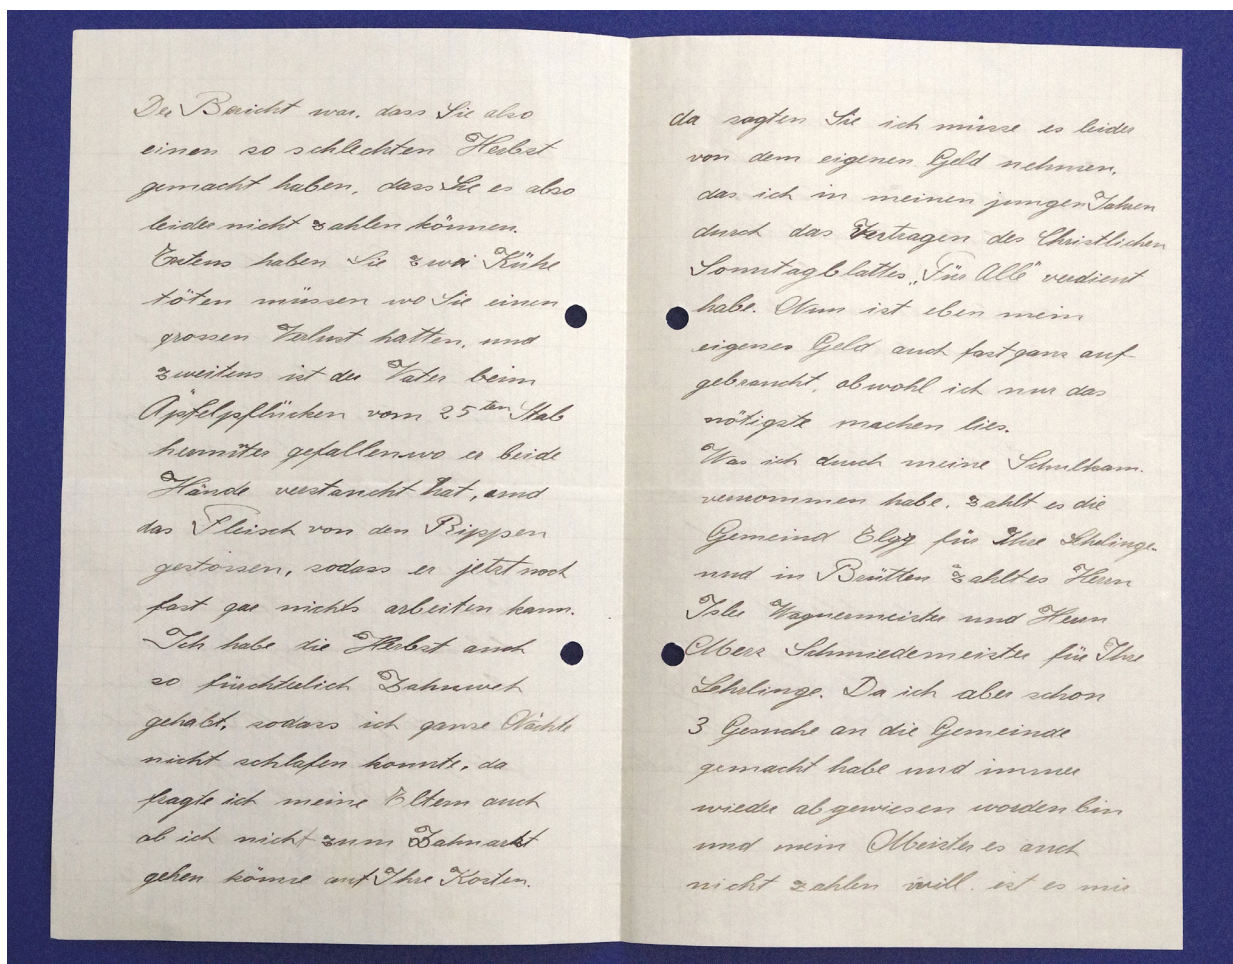 Der Bericht war, dass Sie also
einen so schlechten Herbst
gemacht haben, dass Sie es also
leider nicht zahlen können.
Erstens haben Sie zwei Kühe
töten müssen wo Sie einen
grossen Verlust hatten, und
zweitens ist der Vater beim
Äpfelpflücken vom 25ten Stab
herunter gefallen wo er beide
Hände verstaucht hat, und
das Fleisch von den Rippen
gestossen, sodass er jetzt noch
fast gar nichts arbeiten kann.
Ich habe die Herbst auch
so fürchterlich Zahnweh
gehabt, sodass ich ganze Nächte
nicht schlafen konnte, da
fragte ich meine Eltern auch
ob ich nicht zum Zahnarzt
gehen könne auf Ihre Kosten.
da sagten Sie ich müsse es leider
von dem eigenen Geld nehmen,
das ich in meinen jungen Jahren
durch das Vertragen des Christlichen
Sonntagblattes „Für Alle" verdient
habe. Nun ist eben mein
eigenes Geld auch fast ganz auf-
gebraucht, obwohl ich nur das
nötigste machen lies.
Was ich durch meine Schulkam.
vernommen habe, zahlt es die
Gemeind Elgg für Ihre Lehrlinge.
und in Brütten zahlt es Herrn
Isler Wagnermeister und Herrn
Merz Schmiedemeister für Ihre
Lehrlinge. Da ich aber schon
3 Gesuche an die Gemeinde
gemacht habe und immer
wieder abgewiesen worden bin
und mein Meister es auch
nicht zahlen will, ist es mir